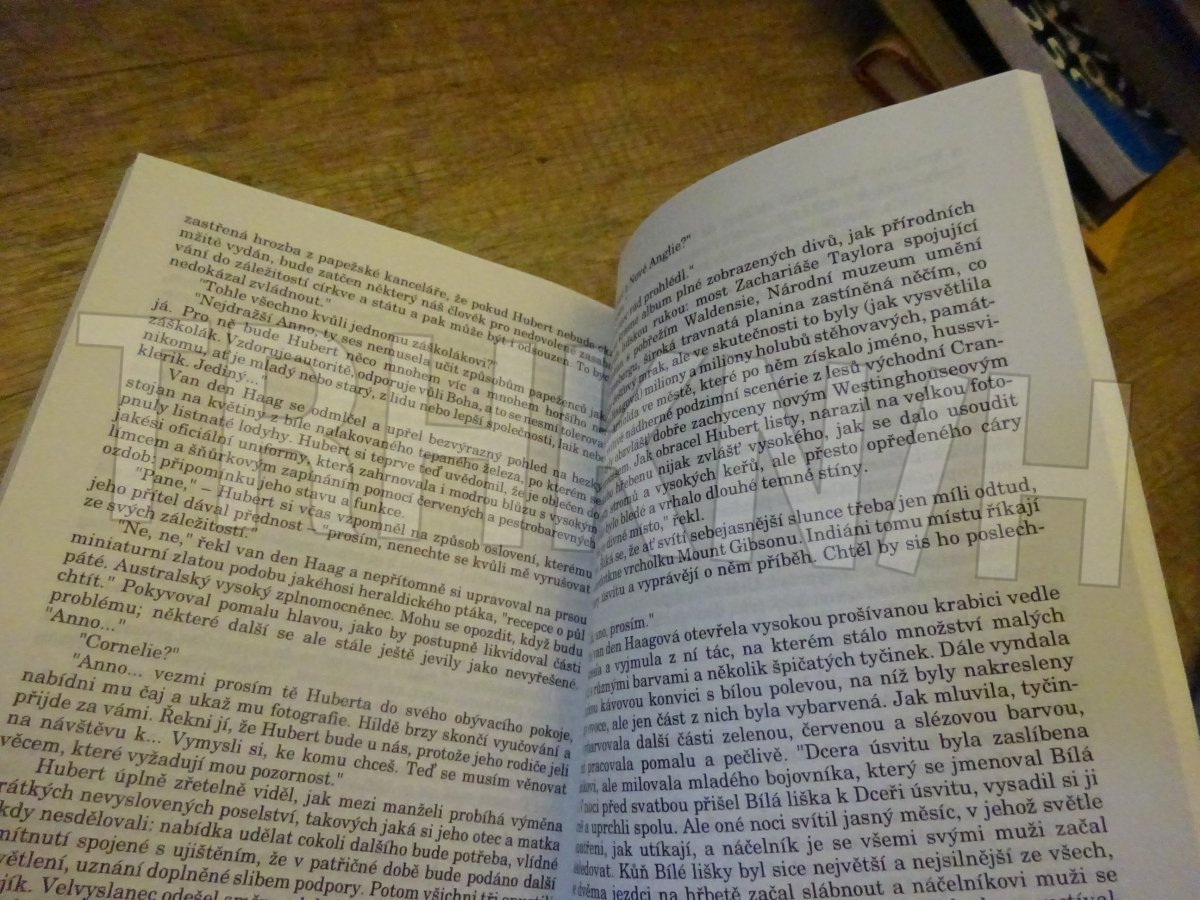 zastřená hrozba z papežské kanceláře, že pokud Hubert nebude oka
mžitě vydán, bude zatčen některý náš člověk pro nedovolené zasaho
vání do záležitostí církve a státu a pak může být i odsouzen. To bych
nedokázal zvládnout."
"Tohle všechno kvůli jednomu záškolákovi?"
"Nejdražší Anno, ty ses nemusela učit způsobům papeženců jako
já. Pro ně bude Hubert něco mnohem víc a mnohem horšího než
záškolák. Vzdoruje autoritě, odporuje vůli Boha, a to se nesmí tolerova
nikomu, ať je mladý nebo starý, z lidu nebo lepší společnosti, laik nebo
klerik. Jediný..."
Van den Haag se odmlčel a upřel bezvýrazný pohled na hezký
stojan na květiny z bíle nalakovaného tepaného železa, po kterém se
pnuly listnaté lodyhy. Hubert si teprve teď uvědomil, že je oblečen do
jakési oficiální uniformy, která zahrnovala i modrou blůzu s vysokým
límcem a šňůrkovým zapínáním pomocí červených a pestrobarevných
ozdob; připomínku jeho stavu a funkce.
"Pane," – Hubert si včas vzpomněl na způsob oslovení, kterému
jeho přítel dával přednost – "prosím, nenechte se kvůli mě vyrušovat
ze svých záležitostí."
"Ne, ne," řekl van den Haag a nepřítomně si upravoval na prsou
miniaturní zlatou podobu jakéhosi heraldického ptáka, "recepce o půl
páté. Australský vysoký zplnomocněnec. Mohu se opozdit, když budu
chtít." Pokyvoval pomalu hlavou, jako by postupně likvidoval části
problému; některé další se ale stále ještě jevily jako nevyřešené.
"Anno..."
"Cornelie?"
"Anno... vezmi prosím tě Huberta do svého obývacího pokoje,
nabídni mu čaj a ukaž mu fotografie. Hildě brzy skončí vyučování a
přijde za vámi. Řekni jí, že Hubert bude u nás, protože jeho rodiče jeli
na návštěvu k... Vymysli si, ke komu chceš. Teď se musím věnovat
věcem, které vyžadují mou pozornost."
Hubert úplně zřetelně viděl, jak mezi manželi probíhá výměna
krátkých nevyslovených poselství, takových jaká si jeho otec a matka
kdy nesdělovali: nabídka udělat cokoli dalšího bude potřeba, vlídné
mítnutí spojené s ujištěním, že v patřičné době bude podáno další
větlení, uznání doplněné slibem podpory. Potom všichni tři
jík. Velvyslanec odešel
Nové Anglie?"
rád prohlédl."
album plné zobrazených divů, jak přírodních
lidskou rukou: most Zachariáše Taylora spojující
s pobřežím Waldensie, Národní muzeum umění
bergu, široká travnatá planina zastíněná něčím, co
mrak, ale ve skutečnosti to byly (jak vysvětlila
Haagová) miliony a miliony holubů stěhovavých, památ-
ve městě, které po něm získalo jméno, hussvi-
nádherné podzimní scenérie z lesů východní Cran-
obzvlášť dobře zachyceny novým Westinghouseovým
Jak obracel Hubert listy, narazil na velkou foto-
hřebenu nijak zvlášť vysokého, jak se dalo usoudit
stromů a vysokých keřů, ale přesto opředeného cáry
bylo bledé a vrhalo dlouhé temné stíny.
divné místo," řekl.
se, že ať svítí sebejasnější slunce třeba jen míli odtud,
vrcholku Mount Gibsonu. Indiáni tomu místu říkají
úsvitu a vyprávějí o něm příběh. Chtěl by sis ho poslech-
prosím."
van den Haagová otevřela vysokou prošívanou krabici vedle
a vyjmula z ní tác, na kterém stálo množství malých
různými barvami a několik špičatých tyčinek. Dále vyndala
kávovou konvici s bílou polevou, na níž byly nakresleny
ovoce, ale jen část z nich byla vybarvená. Jak mluvila, tyčin-
barvovala další části zelenou, červenou a slézovou barvou,
pracovala pomalu a pečlivě. "Dcera úsvitu byla zaslíbena
ale milovala mladého bojovníka, který se jmenoval Bílá
noci před svatbou přišel Bílá liška k Dceři úsvitu, vysadil si ji
a uprchli spolu. Ale oné noci svítil jasný měsíc, v jehož světle
jak utíkají, a náčelník je se všemi svými muži začal
sledovat. Kůň Bílé lišky byl sice největší a nejsilnější ze všech,
dvěma jezdci na hřbetě začal slábnout a náčelníkovi muži se